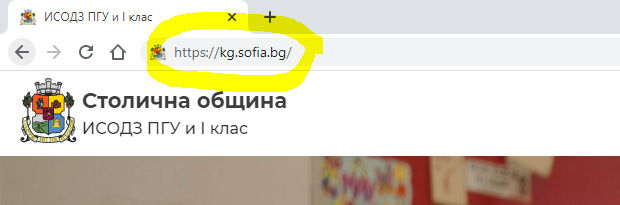 ИСОДЗ ПГУ и I клас
https://kg.sofia.bg/
Столична община
ИСОДЗ ПГУ и I клас